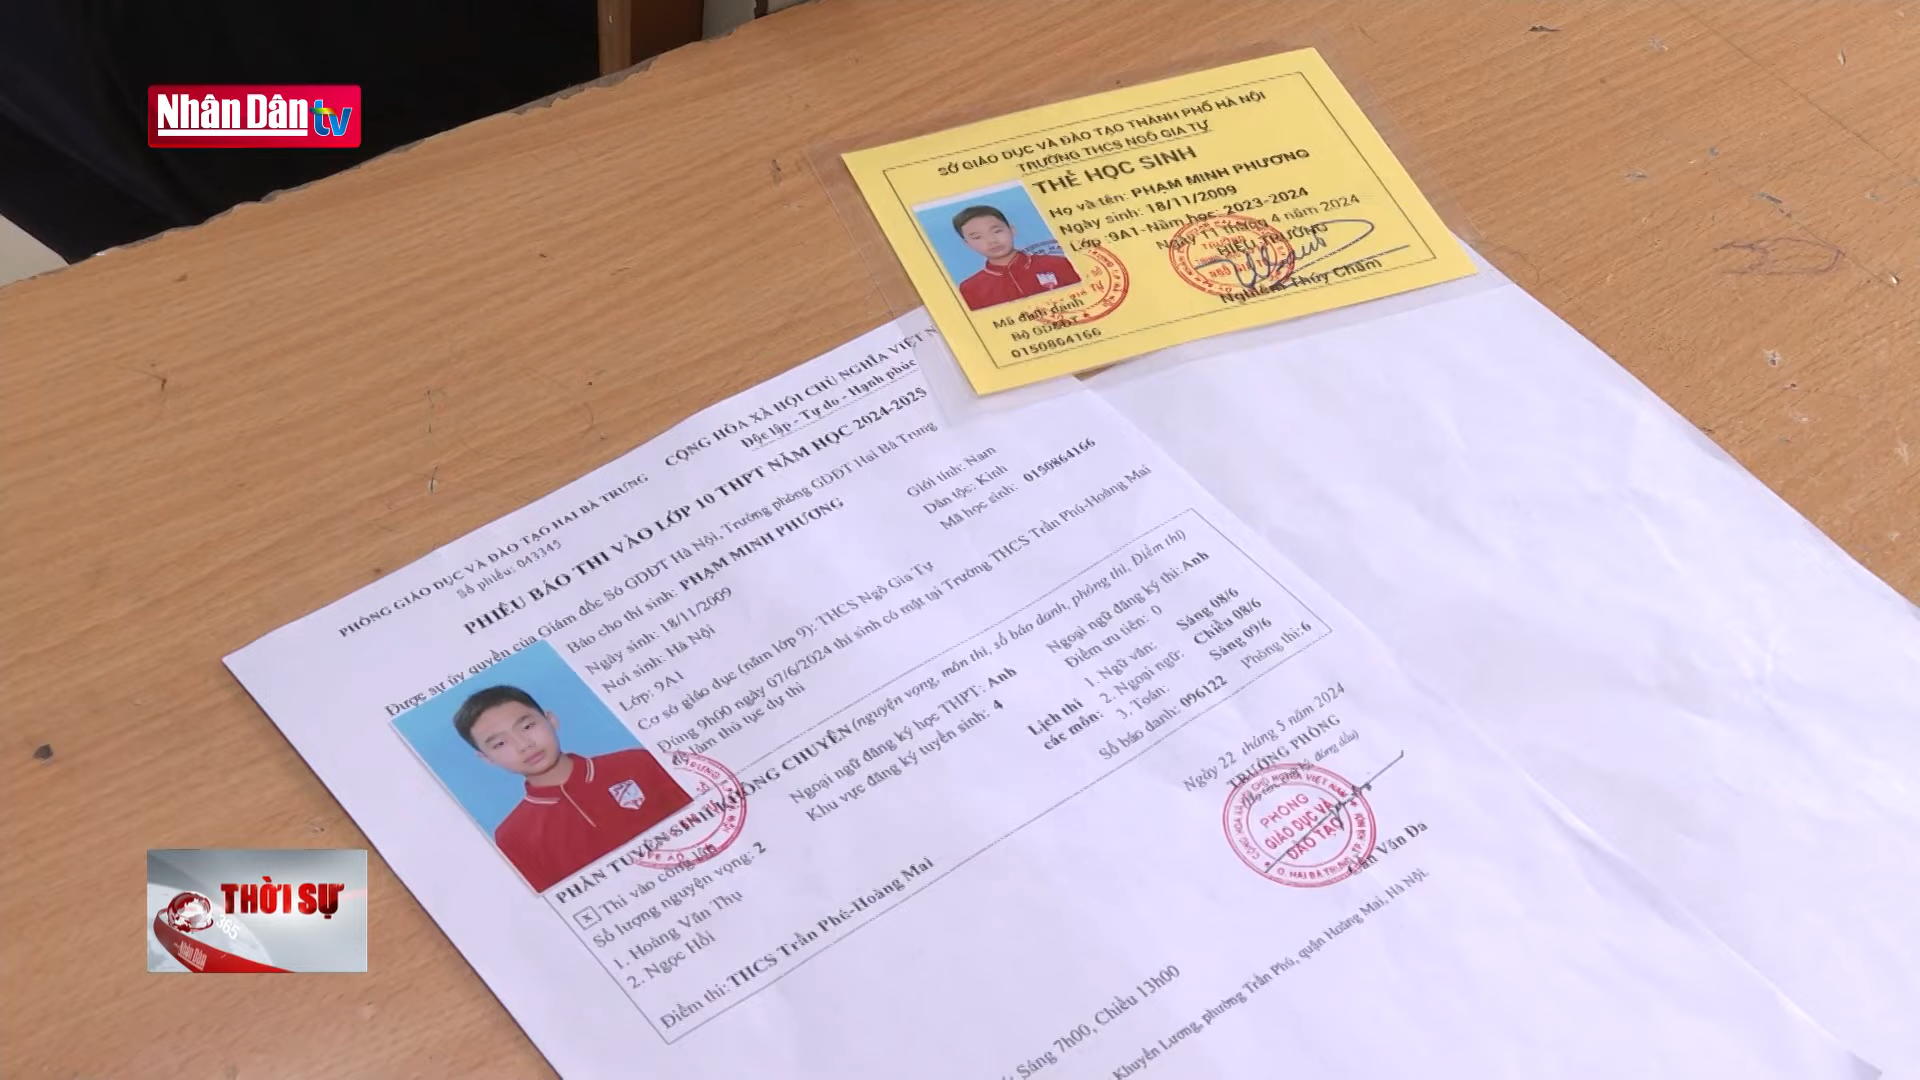 Nhân Dân tv
SỞ GIÁO DỤC VÀ ĐÀO TẠO THÀNH PHỐ HÀ NỘI
TRƯỜNG THCS NGÔ GIA TỰ
THẺ HỌC SINH
Họ và tên: PHẠM MINH PHƯƠNG
Ngày sinh: 18/11/2009
Lớp :9A1-Năm học: 2023-2024
Ngày 11 tháng 4 năm 2024
HIỆU TRƯỞNG
Nghiêm Thúy Châm
Mã định danh
Bộ GD&ĐT
0150864166
PHÒNG GIÁO DỤC VÀ ĐÀO TẠO HAI BÀ TRƯNG
Số phiếu: 043345
CỘNG HÒA XÃ HỘI CHỦ NGHĨA VIỆT N
Độc lập - Tự do - Hạnh phúc
PHIẾU BÁO THI VÀO LỚP 10 THPT NĂM HỌC 2024-2025
Được sự ủy quyền của Giám đốc Sở GDĐT Hà Nội, Trưởng phòng GDĐT Hai Bà Trưng
Báo cho thí sinh: PHẠM MINH PHƯƠNG
Giới tính: Nam
Ngày sinh: 18/11/2009
Dân tộc: Kinh
Nơi sinh: Hà Nội
Mã học sinh: 0150864166
Lớp: 9A1
Cơ sở giáo dục (năm lớp 9): THCS Ngô Gia Tự
Đúng 9h00 ngày 07/6/2024 thí sinh có mặt tại Trường THCS Trần Phú-Hoàng Mai
để làm thủ tục dự thi
PHẦN TUYỂN SINH KHÔNG CHUYÊN (nguyện vọng, môn thi, số báo danh, phòng thi, Điểm thi)
x Thi vào công lập
Ngoại ngữ đăng ký học THPT: Anh
Ngoại ngữ đăng ký thi: Anh
Số lượng nguyện vọng: 2
Khu vực đăng ký tuyển sinh: 4
Điểm ưu tiên: 0
1. Hoàng Văn Thụ
2. Ngọc Hồi
Lịch thi các môn:
1. Ngữ văn: Sáng 08/6
2. Ngoại ngữ: Chiều 08/6
3. Toán: Sáng 09/6
Số báo danh: 096122
Phòng thi: 6
Điểm thi: THCS Trần Phú-Hoàng Mai
Ngày 22 tháng 5 năm 2024
TRƯỞNG PHÒNG
PHÒNG
GIÁO DỤC VÀ
ĐÀO TẠO
Văn Đa
Sáng 7h00, Chiều 13h00
Khuyến Lương, phường Trần Phú, quận Hoàng Mai, Hà Nội.
THỜI SỰ
365
Nhân Dân